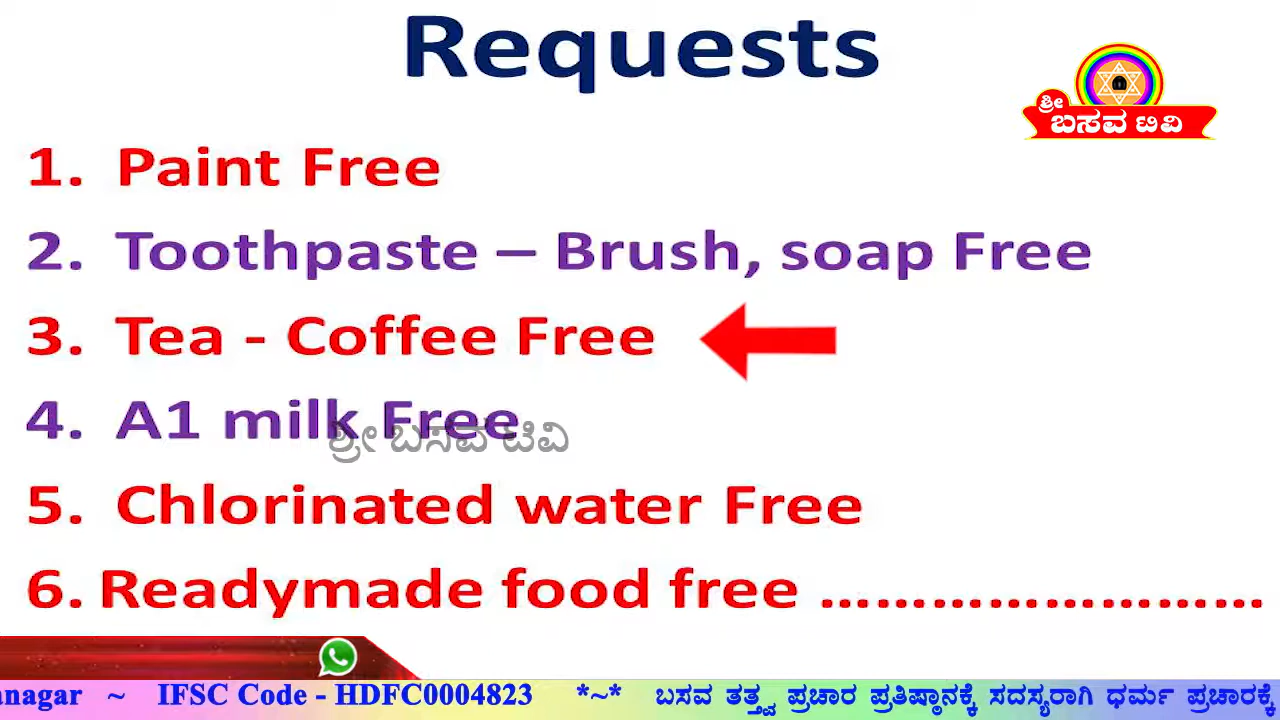 Requests
ಶ್ರೀ
ಬಸವ ಟಿವಿ
1. Paint Free
2. Toothpaste – Brush, soap Free
3. Tea - Coffee Free
4. A1 milk Free
ಶ್ರೀ ಬಸವ ಟಿವಿ
5. Chlorinated water Free
6. Readymade food free ........................
anagar ~ IFSC Code - HDFC0004823 *~* ಬಸವ ತತ್ತ್ವ ಪ್ರಚಾರ ಪ್ರತಿಷ್ಠಾನಕ್ಕೆ ಸದಸ್ಯರಾಗಿ ಧರ್ಮ ಪ್ರಚಾರಕ್ಕೆ